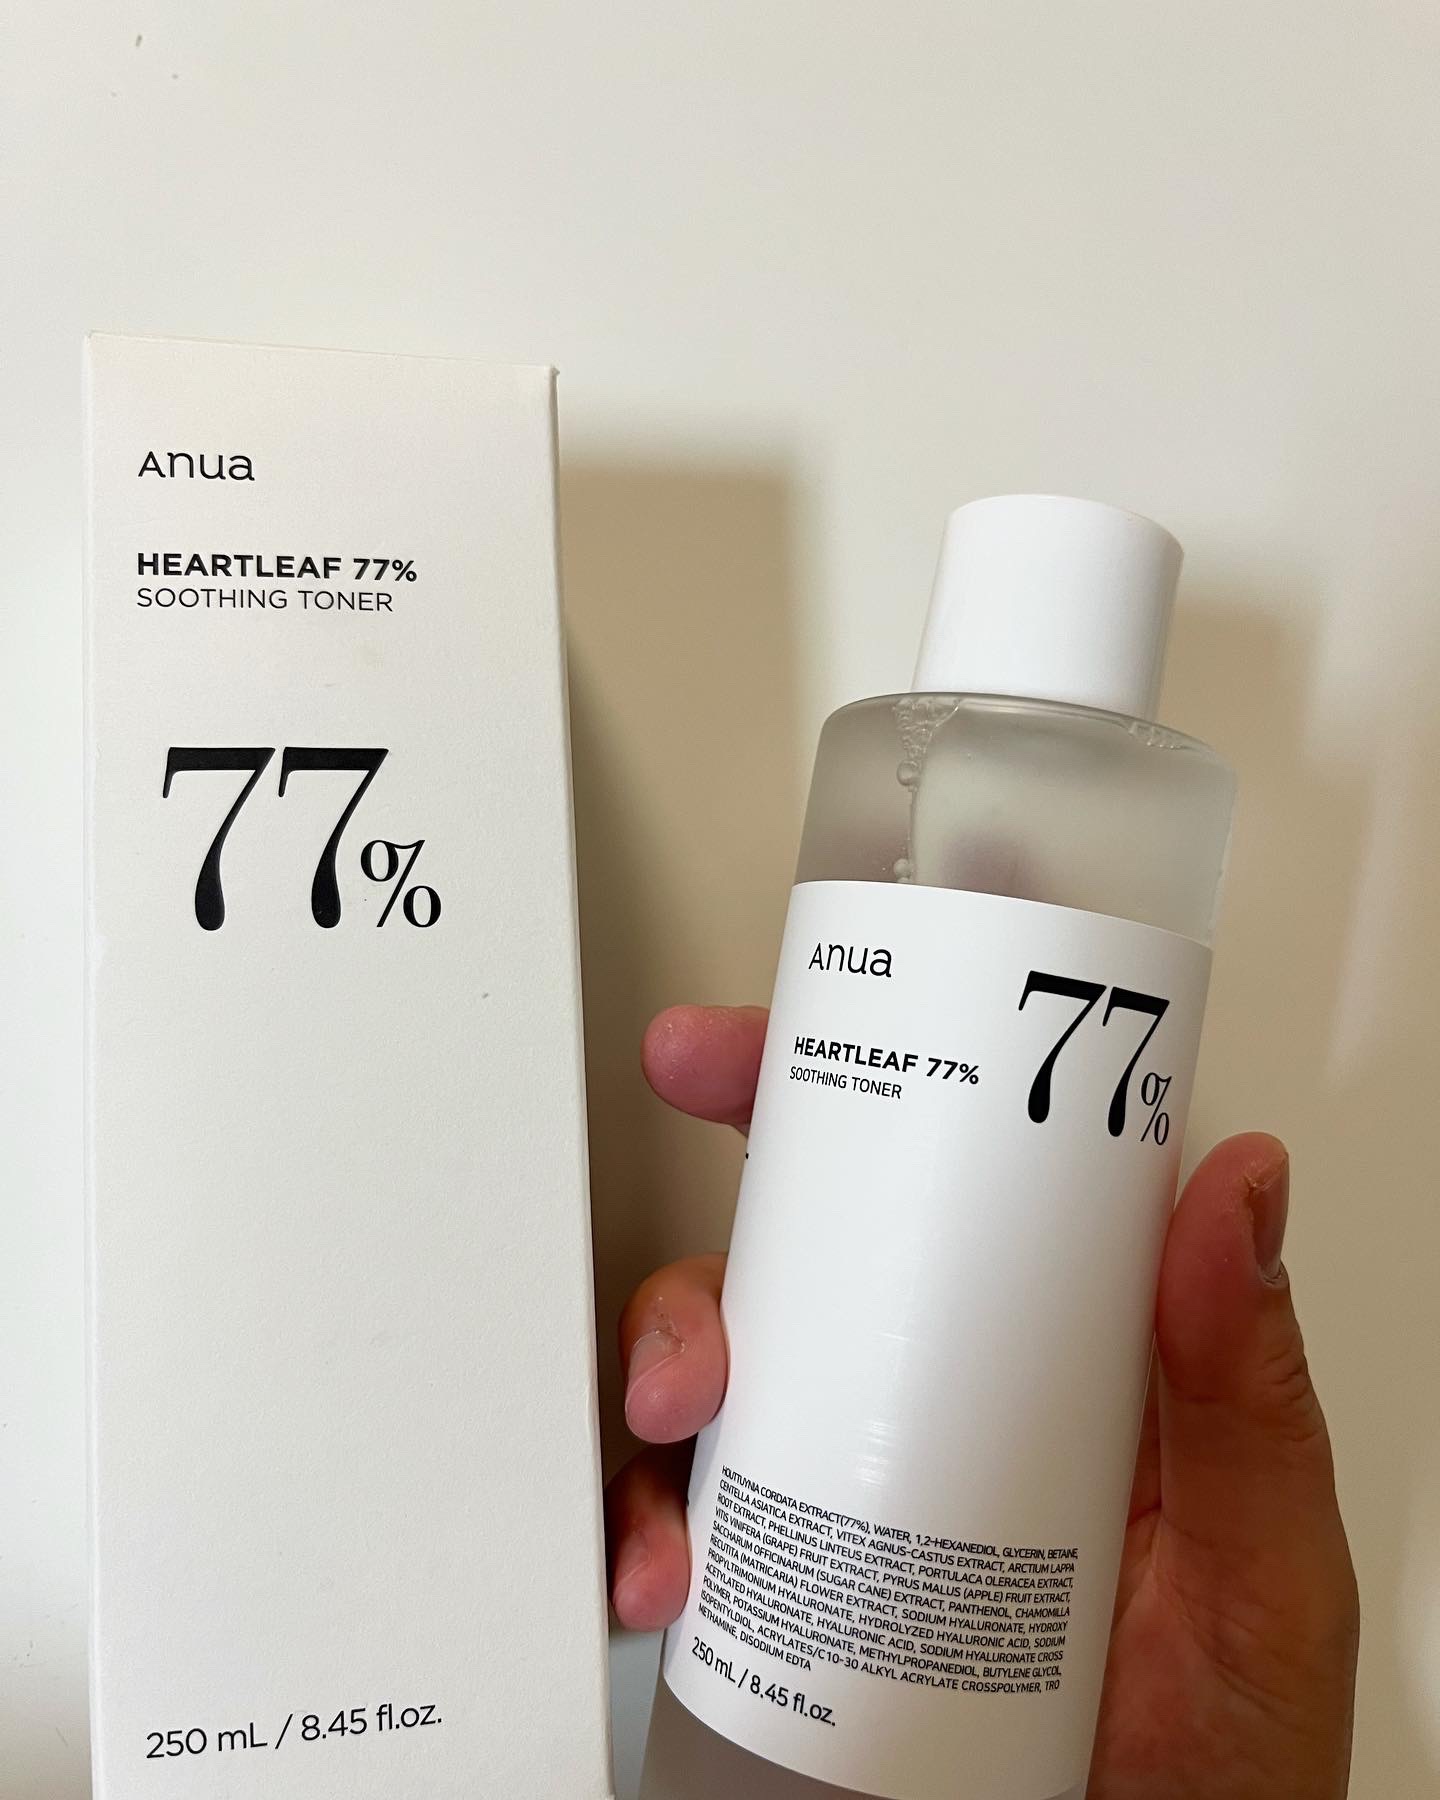 Anua
HEARTLEAF 77%
SOOTHING TONER
77%
250 mL / 8.45 fl.oz.
Anua
77%
HEARTLEAF 77%
SOOTHING TONER
HOUTTUYNIA CORDATA EXTRACT(77%), WATER, 1,2-HEXANEDIOL, GLYCERIN, BETAINE,
CENTELLA ASIATICA EXTRACT, VITEX AGNUS-CASTUS EXTRACT, ARCTIUM LAPPA
ROOT EXTRACT, PHELLINUS LINTEUS EXTRACT, PORTULACA OLERACEA EXTRACT,
VITIS VINIFERA (GRAPE) FRUIT EXTRACT, PYRUS MALUS (APPLE) FRUIT EXTRACT,
SACCHARUM OFFICINARUM (SUGAR CANE) EXTRACT, PANTHENOL, CHAMOMILLA
RECUTITA (MATRICARIA) FLOWER EXTRACT, SODIUM HYALURONATE, HYDROXY
PROPYLTRIMONIUM HYALURONATE, HYDROLYZED HYALURONIC ACID, SODIUM
ACETYLATED HYALURONATE, HYALURONIC ACID, SODIUM HYALURONATE CROSS
POLYMER, POTASSIUM HYALURONATE, METHYLPROPANEDIOL, BUTYLENE GLYCOL,
ISOPENTYLDIOL, ACRYLATES/C10-30 ALKYL ACRYLATE CROSSPOLYMER, TRO
METHAMINE, DISODIUM EDTA
250 mL / 8.45 fl.oz.